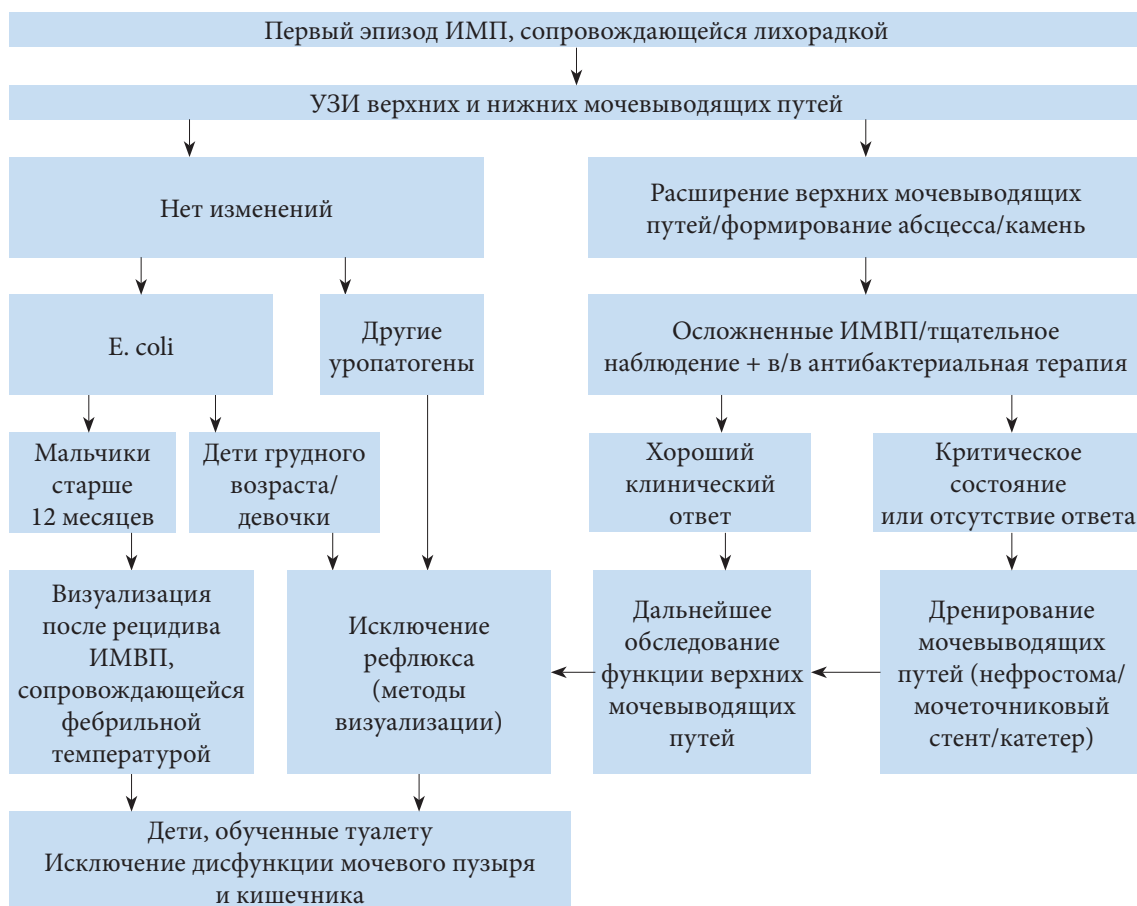 Первый эпизод ИМП, сопровождающейся лихорадкой
УЗИ верхних и нижних мочевыводящих путей
Нет изменений
Расширение верхних мочевыводящих
путей/формирование абсцесса/камень
E. coli
Другие
уропатогены
Осложненные ИМВП/тщательное
наблюдение + в/в антибактериальная терапия
Мальчики
старше
12 месяцев
Дети грудного
возраста/
девочки
Хороший
клинический
ответ
Критическое
состояние
или отсутствие ответа
Визуализация
после рецидива
ИМВП,
сопровождающейся
фебрильной
температурой
Исключение
рефлюкса
(методы
визуализации)
Дальнейшее
обследование
функции верхних
мочевыводящих
путей
Дренирование
мочевыводящих
путей (нефростома/
мочеточниковый
стент/катетер)
Дети, обученные туалету
Исключение дисфункции мочевого пузыря
и кишечника